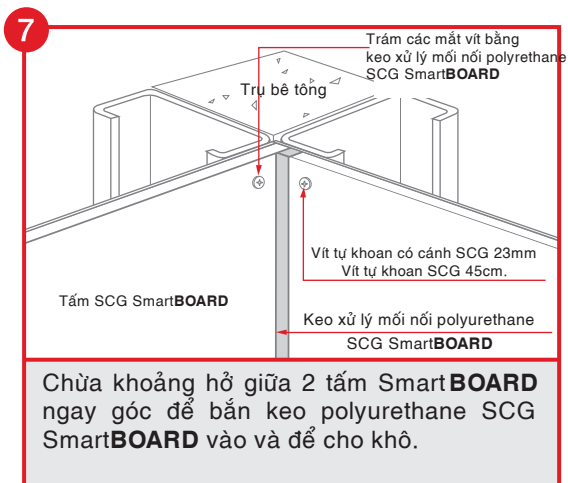 7
Trám các mắt vít bằng
keo xử lý mối nối polyrethane
SCG SmartBOARD
Trụ bê tông
Vít tự khoan có cánh SCG 23mm
Vít tự khoan SCG 45cm.
Tấm SCG SmartBOARD
Keo xử lý mối nối polyurethane
SCG SmartBOARD
Chừa khoảng hở giữa 2 tấm SmartBOARD
ngay góc để bắn keo polyurethane SCG
SmartBOARD vào và để cho khô.